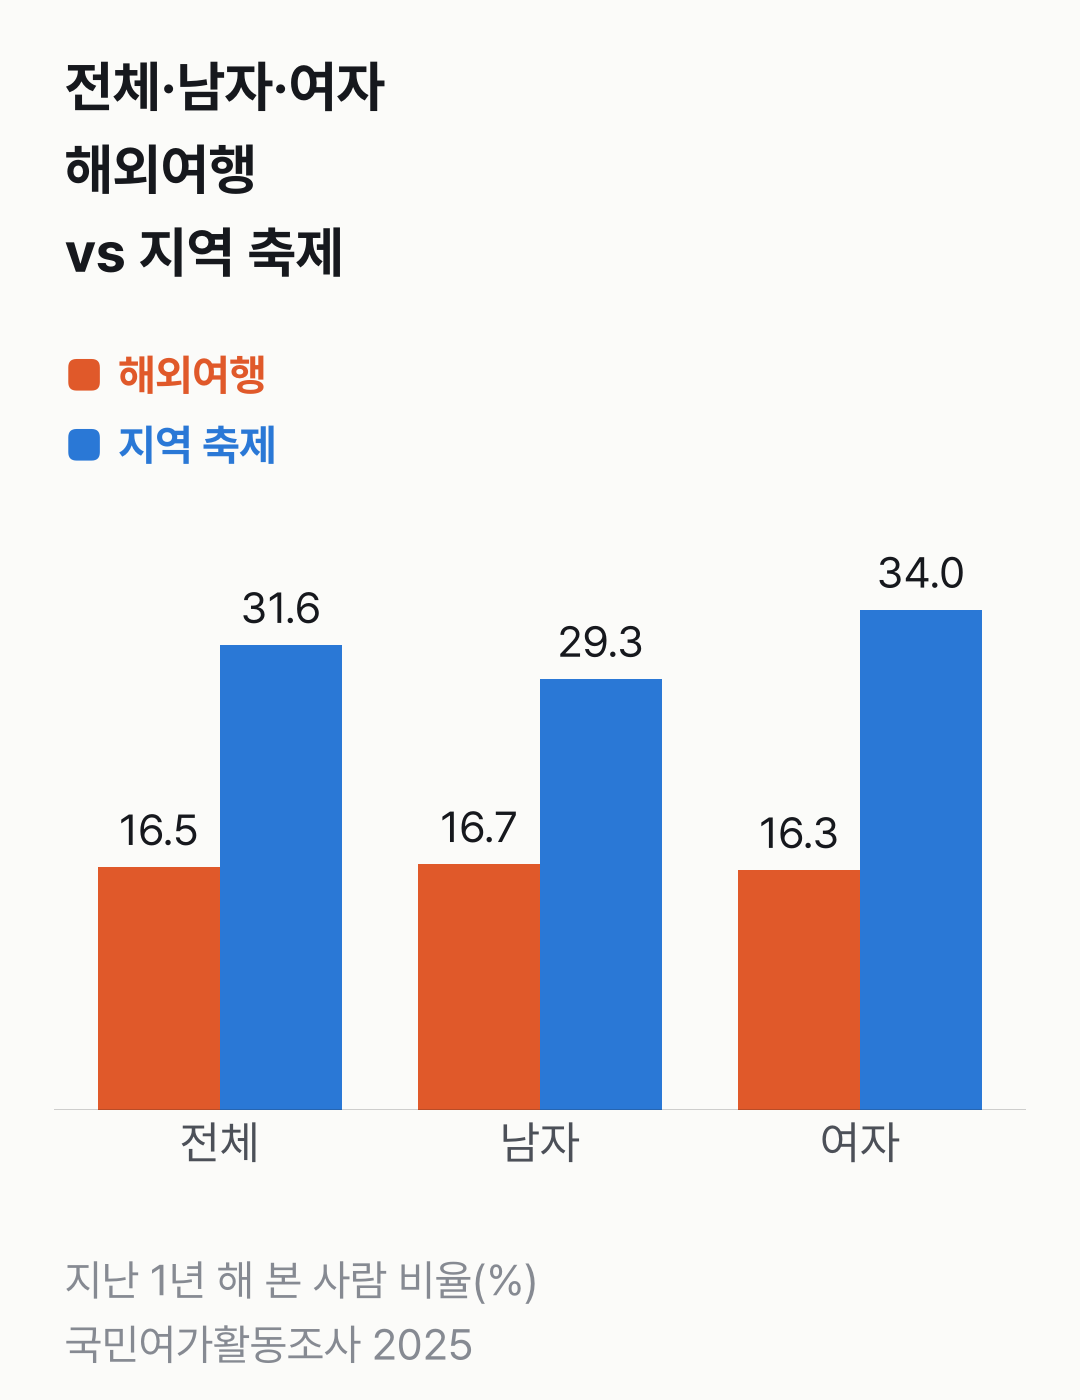 전체·남자·여자
해외여행
vs 지역 축제
해외여행
지역 축제
16.5
31.6
16.7
29.3
16.3
34.0
전체
남자
여자
지난 1년 해 본 사람 비율(%)
국민여가활동조사 2025